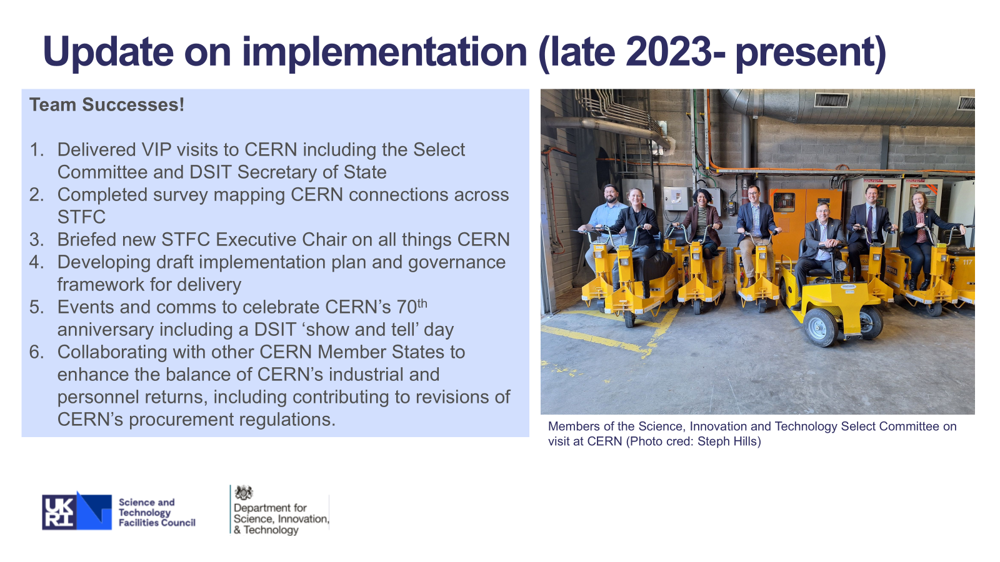 Update on implementation (late 2023- present)
Team Successes!
1. Delivered VIP visits to CERN including the Select
Committee and DSIT Secretary of State
2. Completed survey mapping CERN connections across
STFC
3. Briefed new STFC Executive Chair on all things CERN
4. Developing draft implementation plan and governance
framework for delivery
5. Events and comms to celebrate CERN’s 70th
anniversary including a DSIT ‘show and tell’ day
6. Collaborating with other CERN Member States to
enhance the balance of CERN’s industrial and
personnel returns, including contributing to revisions of
CERN’s procurement regulations.
117
Members of the Science, Innovation and Technology Select Committee on
visit at CERN (Photo cred: Steph Hills)
UK
RI
Science and
Technology
Facilities Council
Department for
Science, Innovation,
& Technology